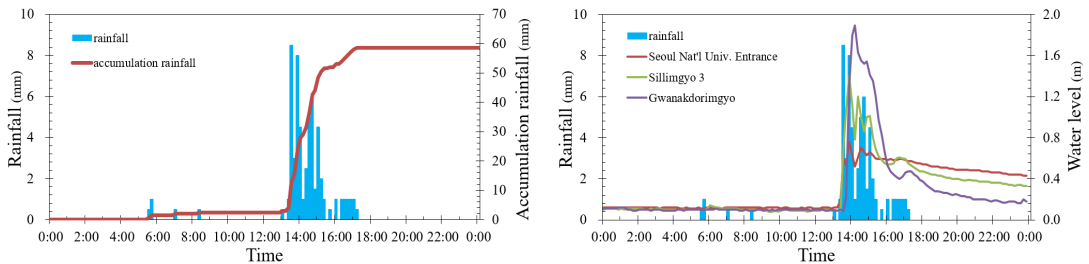 10
8
6
4
2
0
Rainfall (mm)
rainfall
accumulation rainfall
70
60
50
40
30
20
10
0
Accumulation rainfall (mm)
0:00 2:00 4:00 6:00 8:00 10:00 12:00 14:00 16:00 18:00 20:00 22:00 0:00
Time
10
8
6
4
2
0
Rainfall (mm)
rainfall
Seoul Nat'l Univ. Entrance
Sillimgyo 3
Gwanakdorimgyo
2.0
1.6
1.2
0.8
0.4
0.0
Water level (m)
0:00 2:00 4:00 6:00 8:00 10:00 12:00 14:00 16:00 18:00 20:00 22:00 0:00
Time